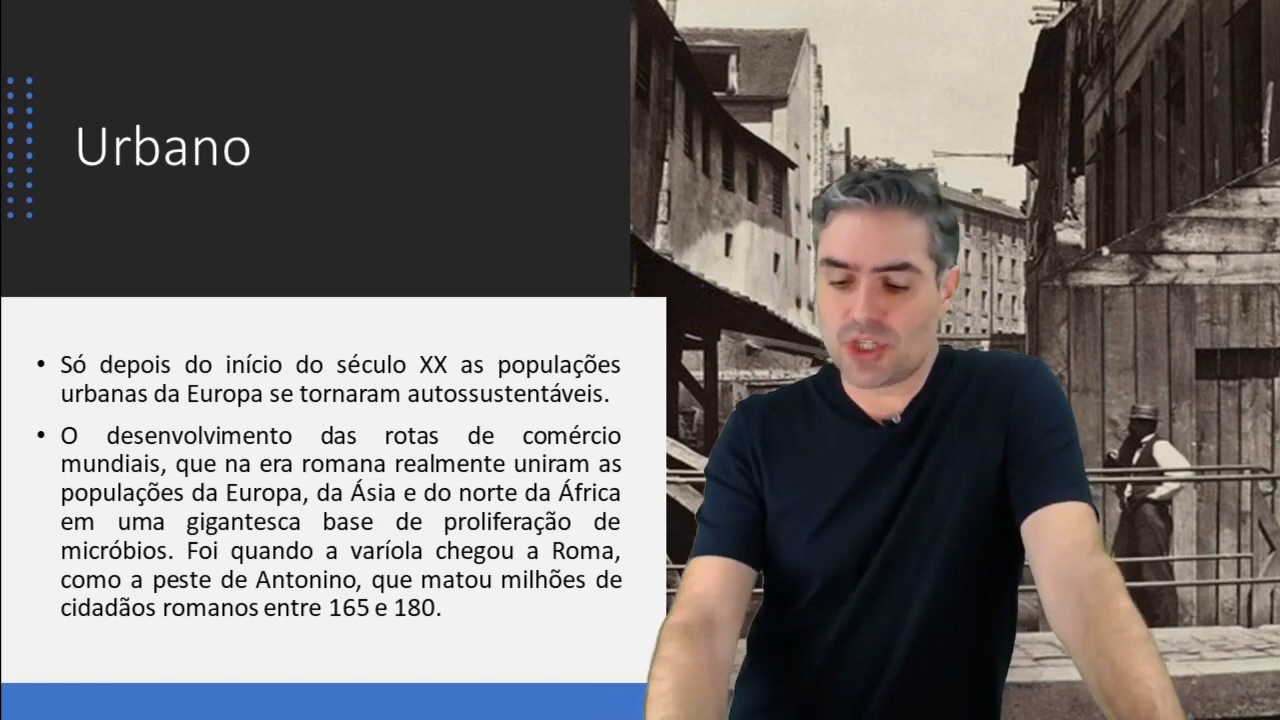 Urbano
• Só depois do início do século XX as populações
urbanas da Europa se tornaram autossustentáveis.
• O desenvolvimento das rotas de comércio
mundiais, que na era romana realmente uniram as
populações da Europa, da Ásia e do norte da África
em uma gigantesca base de proliferação de
micróbios. Foi quando a varíola chegou a Roma,
como a peste de Antonino, que matou milhões de
cidadãos romanos entre 165 e 180.